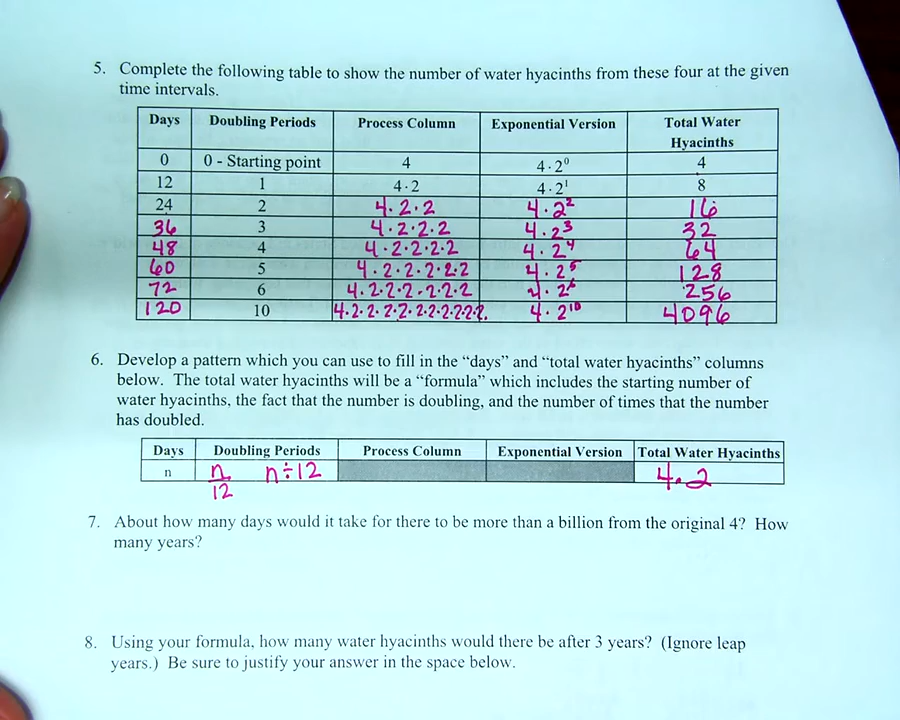 5. Complete the following table to show the number of water hyacinths from these four at the given
time intervals.
Days Doubling Periods Process Column Exponential Version Total Water
Hyacinths
0 0 - Starting point 4 4·2⁰ 4
12 1 4·2 4·2¹ 8
24 2 4·2·2 4·2² 16
36 3 4·2·2·2 4·2³ 32
48 4 4·2·2·2·2 4·2⁴ 64
60 5 4·2·2·2·2·2 4·2⁵ 128
72 6 4·2·2·2·2·2·2 4·2⁶ 256
120 10 4·2·2·2·2·2·2·2·2·2·2. 4·2¹⁰ 4096
6. Develop a pattern which you can use to fill in the “days” and “total water hyacinths” columns
below. The total water hyacinths will be a “formula” which includes the starting number of
water hyacinths, the fact that the number is doubling, and the number of times that the number
has doubled.
Days Doubling Periods Process Column Exponential Version Total Water Hyacinths
n n/12 n÷12 4·2
7. About how many days would it take for there to be more than a billion from the original 4? How
many years?
8. Using your formula, how many water hyacinths would there be after 3 years? (Ignore leap
years.) Be sure to justify your answer in the space below.